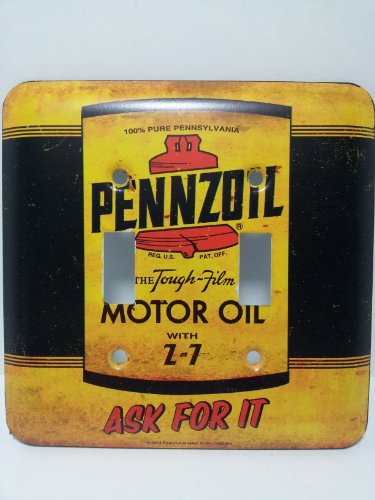 100% PURE PENNSYLVANIA
PENNZOIL
®
REG. U.S. PAT. OFF.
THE Tough-Film
MOTOR OIL
WITH
Z-7
ASK FOR IT